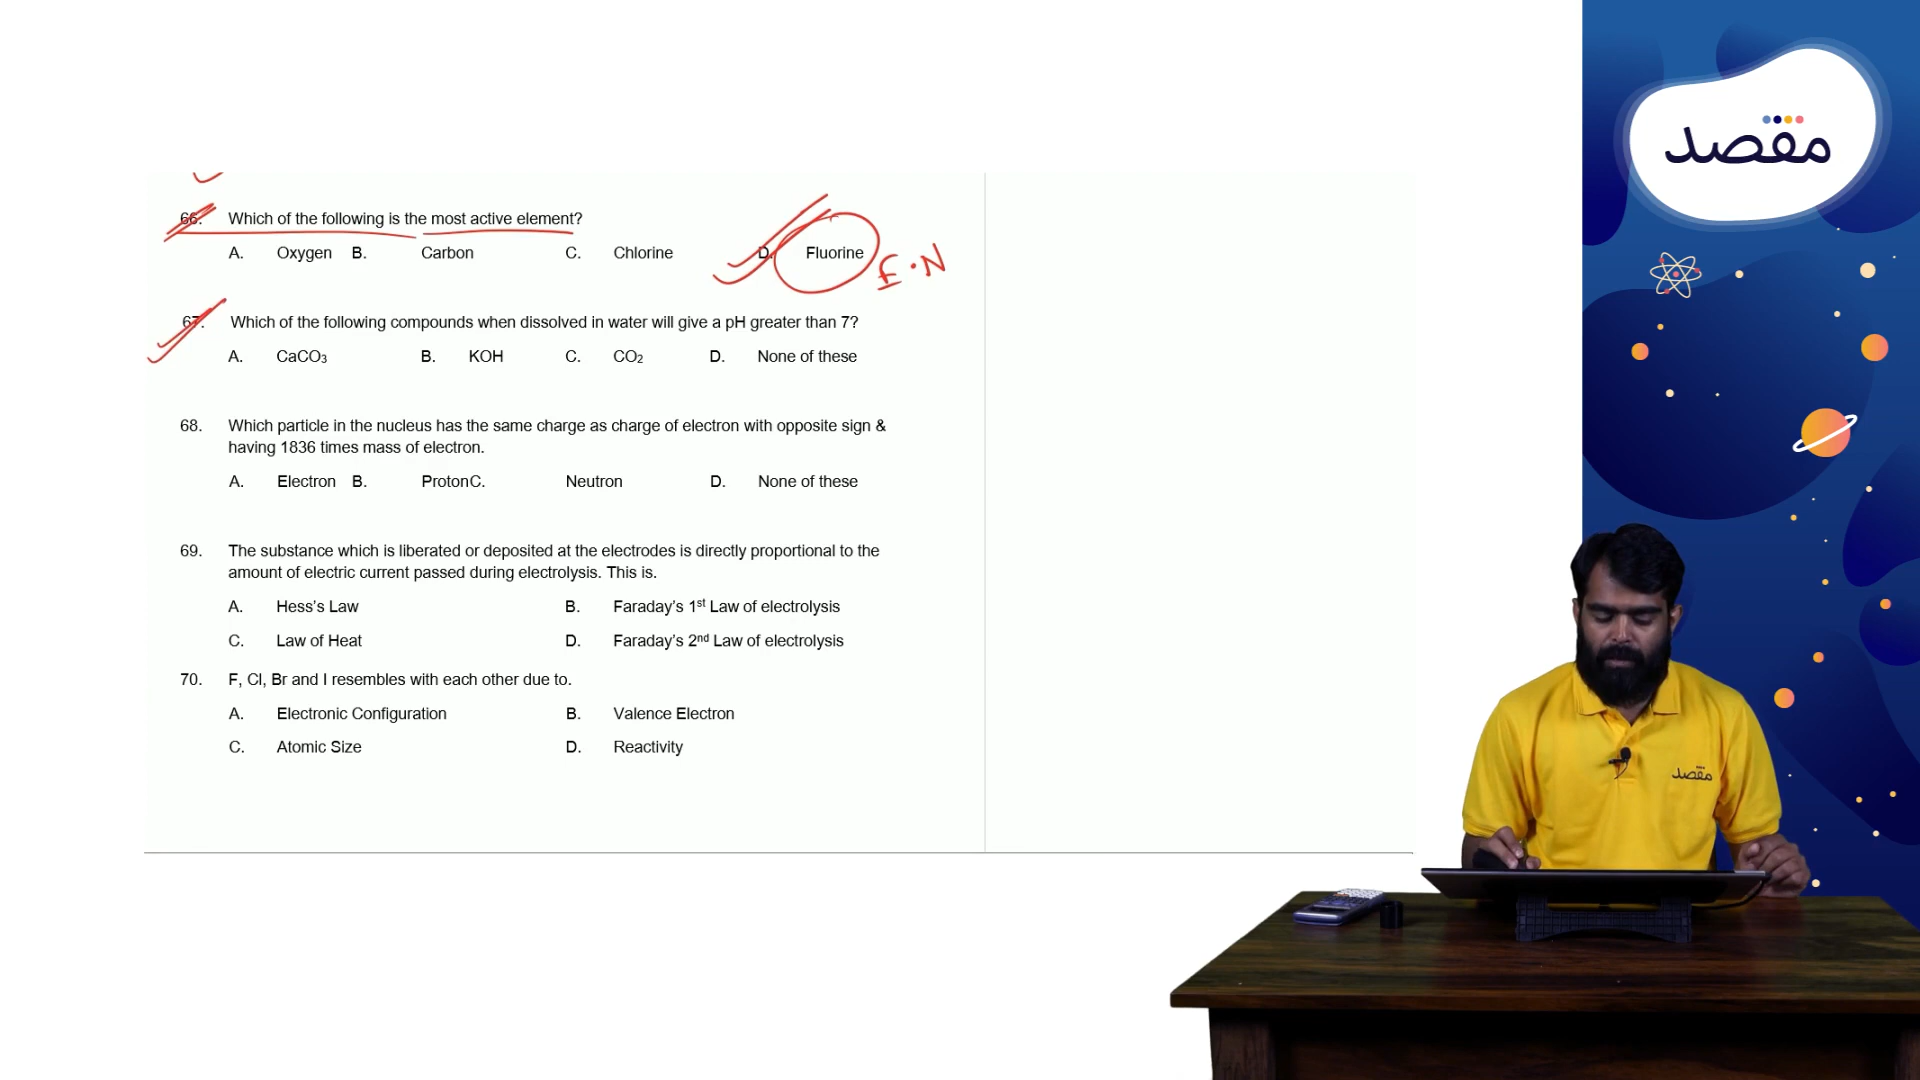 مقصد
66. Which of the following is the most active element?
A. Oxygen B. Carbon C. Chlorine D. Fluorine
F·N
67. Which of the following compounds when dissolved in water will give a pH greater than 7?
A. CaCO3 B. KOH C. CO2 D. None of these
68. Which particle in the nucleus has the same charge as charge of electron with opposite sign &
having 1836 times mass of electron.
A. Electron B. ProtonC. Neutron D. None of these
69. The substance which is liberated or deposited at the electrodes is directly proportional to the
amount of electric current passed during electrolysis. This is.
A. Hess's Law B. Faraday's 1st Law of electrolysis
C. Law of Heat D. Faraday's 2nd Law of electrolysis
70. F, Cl, Br and I resembles with each other due to.
A. Electronic Configuration B. Valence Electron
C. Atomic Size D. Reactivity
مقصد